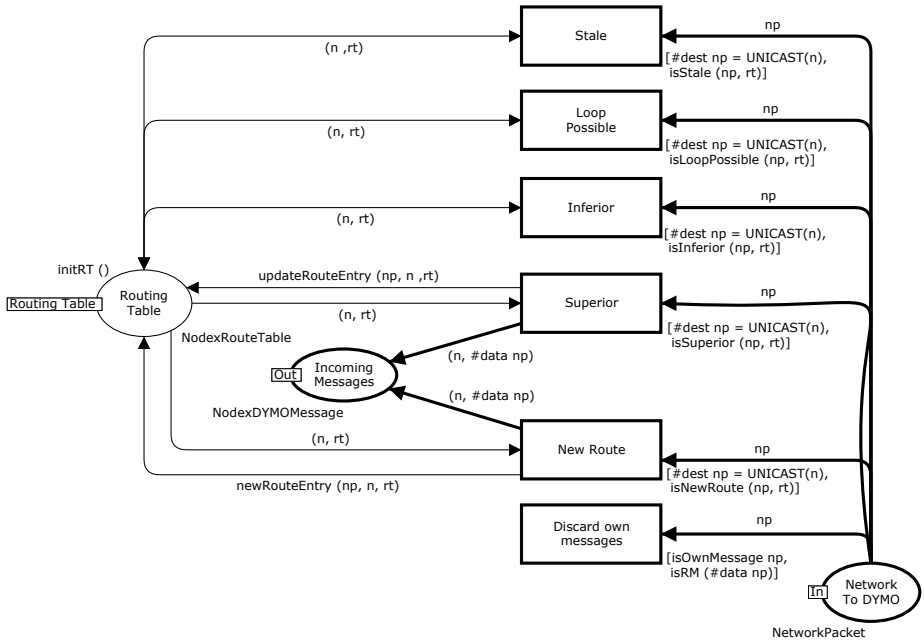 np
Stale
(n ,rt)
[#dest np = UNICAST(n),
isStale (np, rt)]
np
Loop
Possible
(n, rt)
[#dest np = UNICAST(n),
isLoopPossible (np, rt)]
np
Inferior
(n, rt)
[#dest np = UNICAST(n),
isInferior (np, rt)]
initRT ()
updateRouteEntry (np, n ,rt)
np
Routing Table
Routing
Table
Superior
(n, rt)
[#dest np = UNICAST(n),
isSuperior (np, rt)]
NodexRouteTable
(n, #data np)
Out
Incoming
Messages
(n, #data np)
NodexDYMOMessage
(n, rt)
New Route
np
[#dest np = UNICAST(n),
isNewRoute (np, rt)]
newRouteEntry (np, n, rt)
np
Discard own
messages
[isOwnMessage np,
isRM (#data np)]
In
Network
To DYMO
NetworkPacket